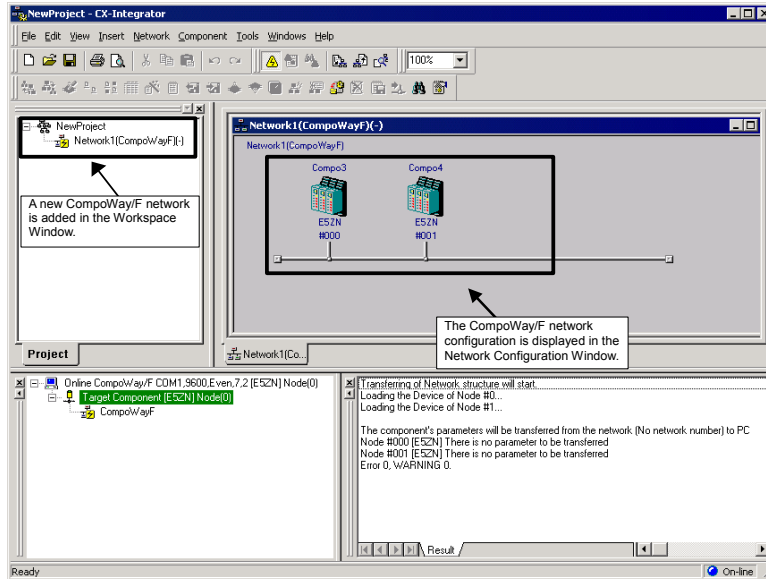 NewProject - CX-Integrator
File Edit View Insert Network Component Tools Windows Help
100%
NewProject
Network1(CompoWayF)(-)
A new CompoWay/F network
is added in the Workspace
Window.
Project
Network1(CompoWayF)(-)
Network1(CompoWayF)
Compo3
Compo4
E5ZN
E5ZN
#000
#001
The CompoWay/F network
configuration is displayed in the
Network Configuration Window.
Network1(Co...
Online CompoWay/F COM1,9600,Even,7,2 [E5ZN] Node(0)
Target Component [E5ZN] Node(0)
CompoWayF
Transferring of Network structure will start.
Loading the Device of Node #0...
Loading the Device of Node #1...
The component's parameters will be transferred from the network (No network number) to PC
Node #000 [E5ZN] There is no parameter to be transferred
Node #001 [E5ZN] There is no parameter to be transferred
Error 0, WARNING 0.
Result
Ready
On-line